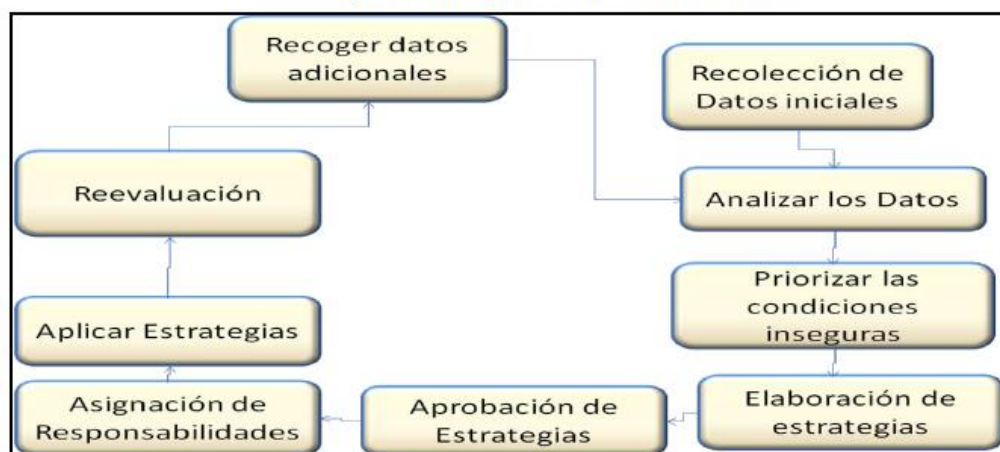 Recoger datos
adicionales
Recolección de
Datos iniciales
Reevaluación
Analizar los Datos
Priorizar las
condiciones
inseguras
Aplicar Estrategias
Elaboración de
estrategias
Aprobación de
Estrategias
Asignación de
Responsabilidades